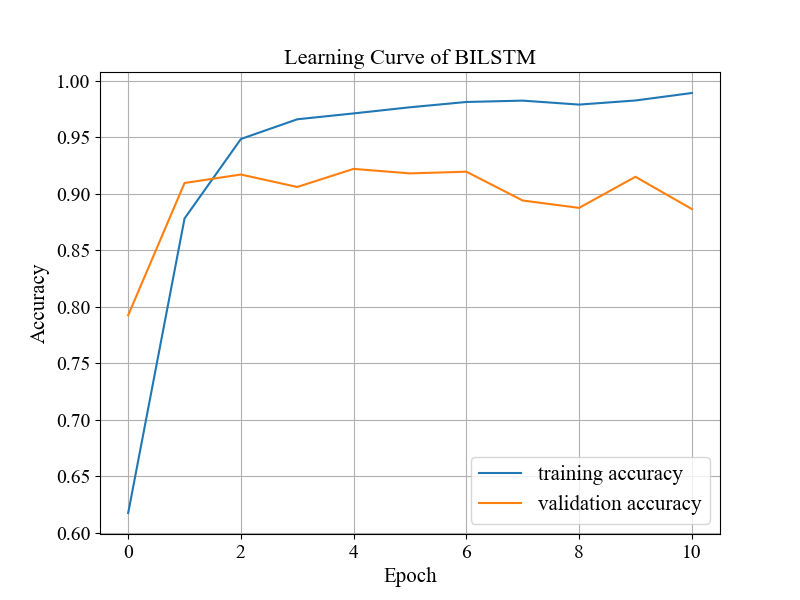 Learning Curve of BILSTM
1.00
0.95
0.90
0.85
0.80
0.75
0.70
0.65
0.60
Accuracy
training accuracy
validation accuracy
0 2 4 6 8 10
Epoch